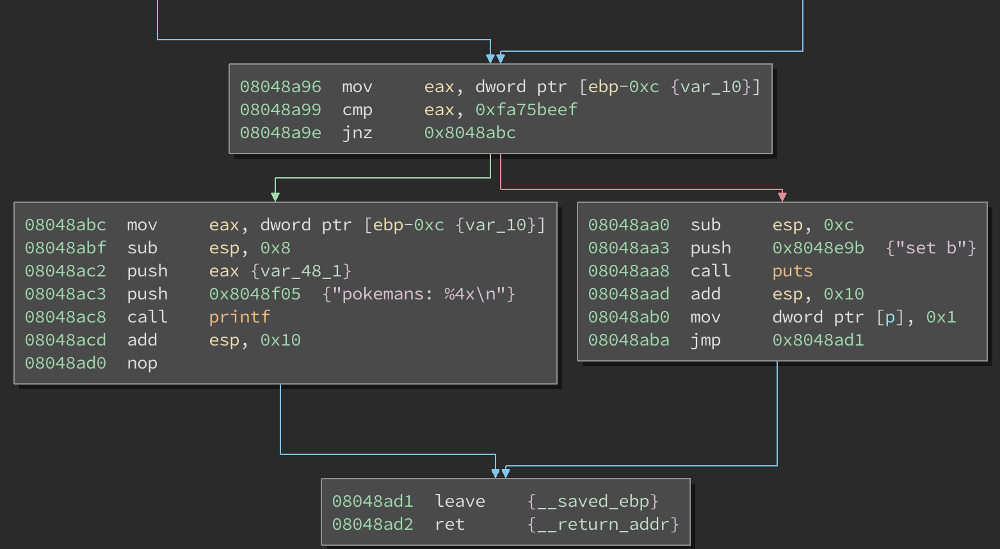 08048a96  mov     eax, dword ptr [ebp-0xc {var_10}]
08048a99  cmp     eax, 0xfa75beef
08048a9e  jnz     0x8048abc
08048abc  mov     eax, dword ptr [ebp-0xc {var_10}]
08048abf  sub     esp, 0x8
08048ac2  push    eax {var_48_1}
08048ac3  push    0x8048f05  {"pokemans: %4x\n"}
08048ac8  call    printf
08048acd  add     esp, 0x10
08048ad0  nop
08048aa0  sub     esp, 0xc
08048aa3  push    0x8048e9b  {"set b"}
08048aa8  call    puts
08048aad  add     esp, 0x10
08048ab0  mov     dword ptr [p], 0x1
08048aba  jmp     0x8048ad1
08048ad1  leave    {__saved_ebp}
08048ad2  ret      {__return_addr}